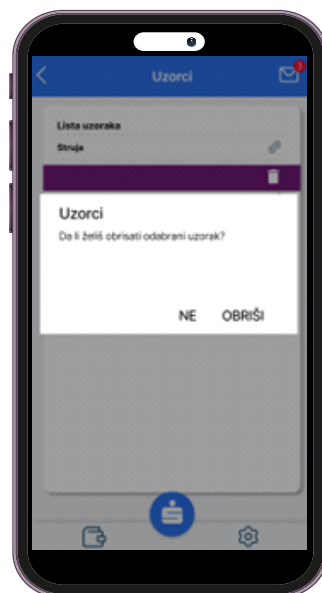 Uzorci
Lista uzoraka
Struja
Uzorci
Da li želiš obrisati odabrani uzorak?
NE OBRIŠI